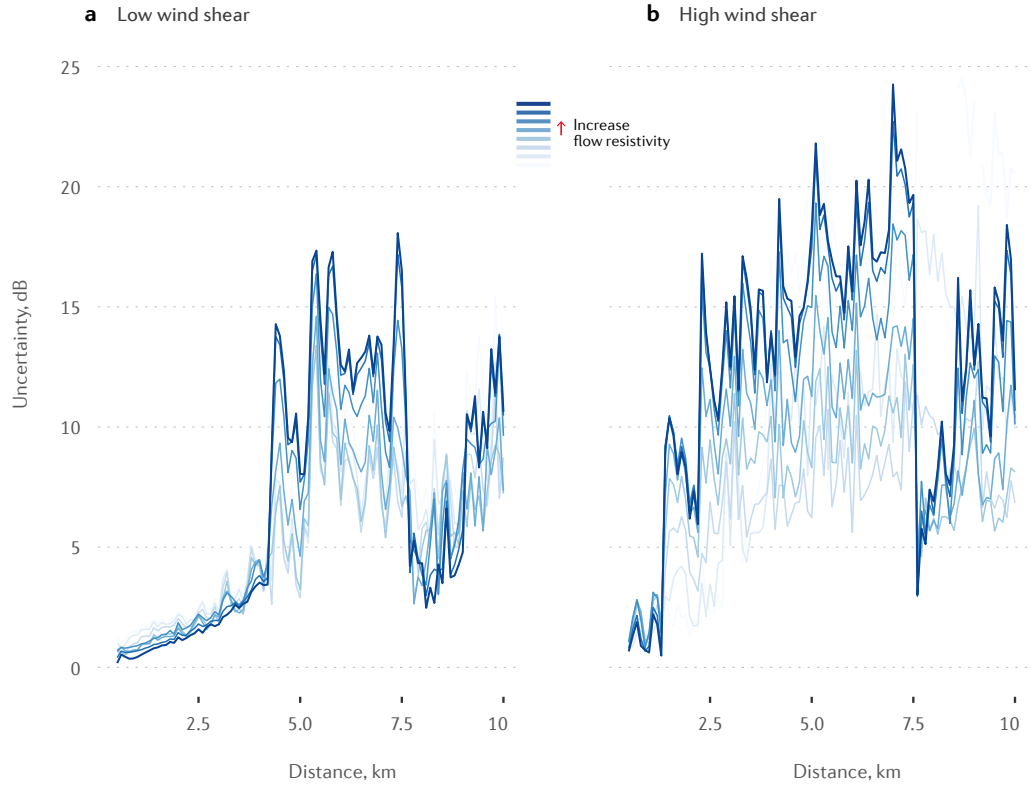 a Low wind shear
b High wind shear
25
20
15
10
5
0
Uncertainty, dB
↑ Increase
flow resistivity
2.5 5.0 7.5 10
2.5 5.0 7.5 10
Distance, km
Distance, km